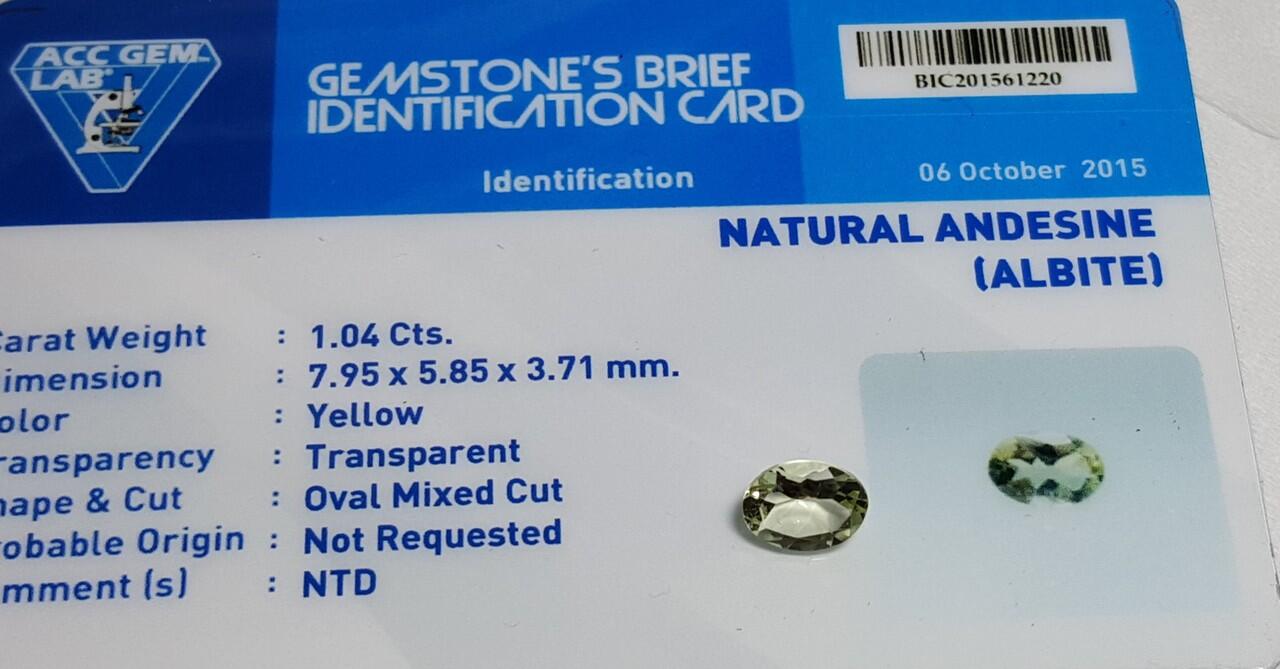 ACC GEM
LAB®
GEMSTONE'S BRIEF
IDENTIFICATION CARD
Identification
BIC201561220
06 October 2015
NATURAL ANDESINE
(ALBITE)
Carat Weight : 1.04 Cts.
imension : 7.95 x 5.85 x 3.71 mm.
olor : Yellow
ransparency : Transparent
hape & Cut : Oval Mixed Cut
robable Origin : Not Requested
mment (s) : NTD